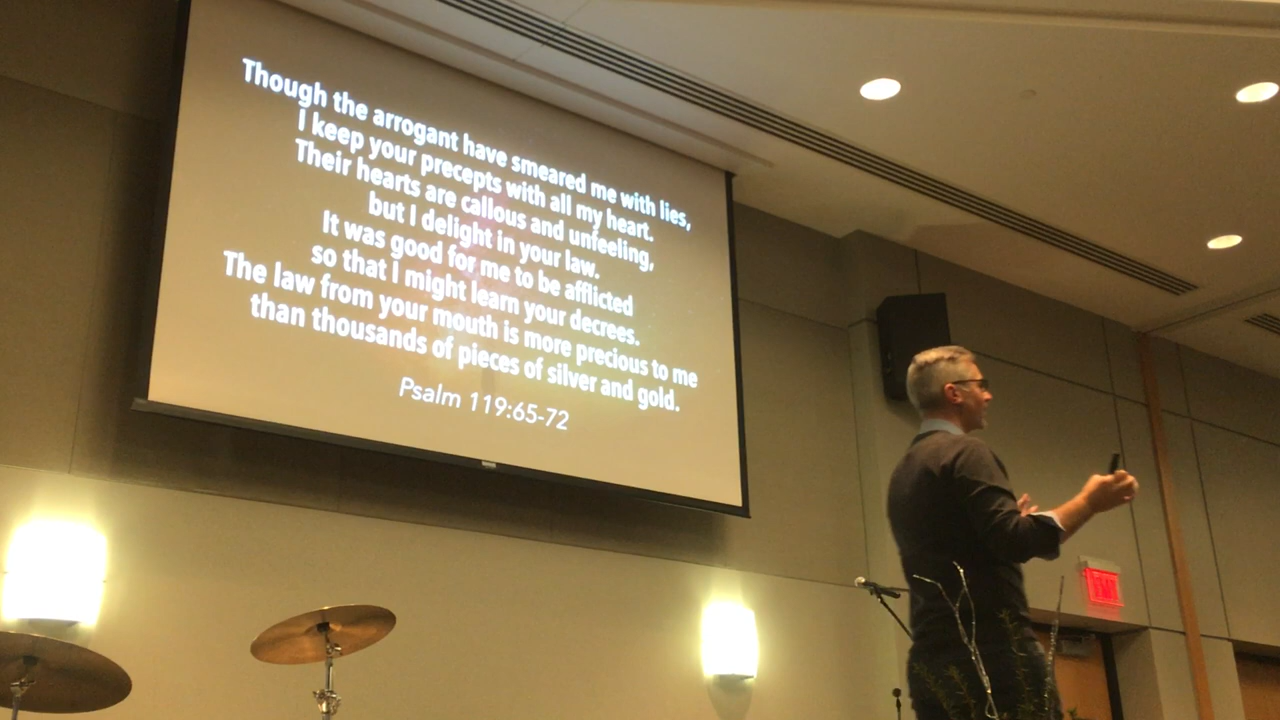 Though the arrogant have smeared me with lies,
I keep your precepts with all my heart.
Their hearts are callous and unfeeling,
but I delight in your law.
It was good for me to be afflicted
so that I might learn your decrees.
The law from your mouth is more precious to me
than thousands of pieces of silver and gold.
Psalm 119:65-72
EXIT